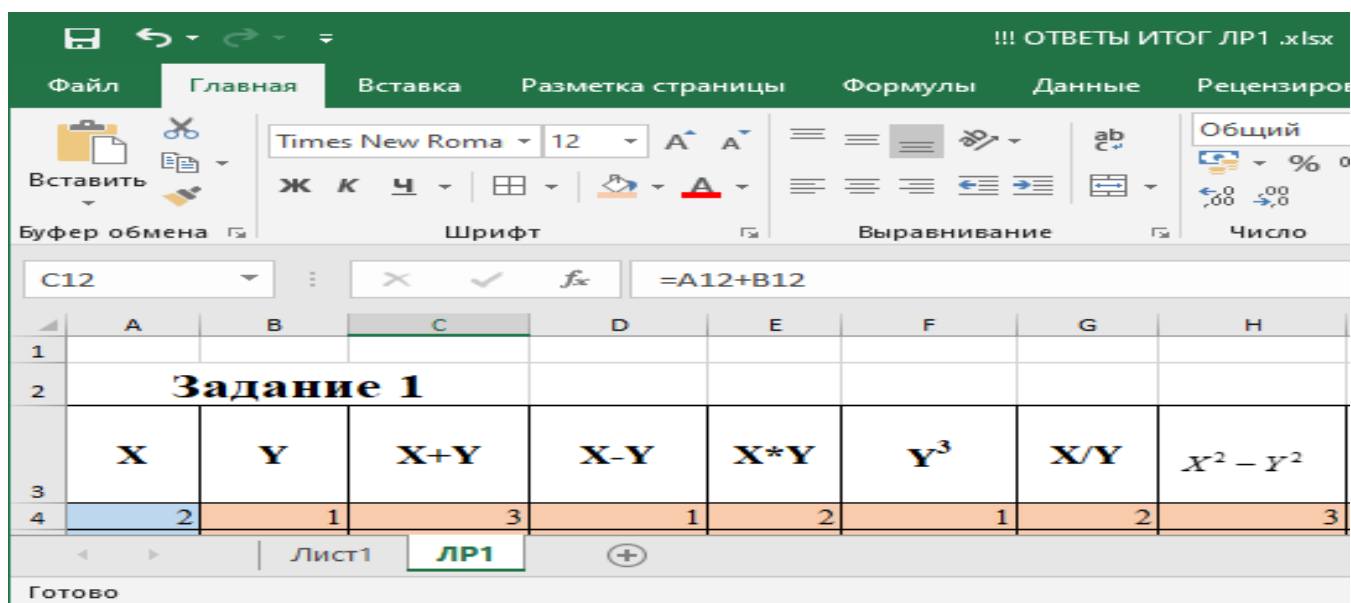 !!! ОТВЕТЫ ИТОГ ЛР1 .xlsx
Файл Главная Вставка Разметка страницы Формулы Данные
Times New Roma 12 Общий
Вставить Ж К Ч %
Буфер обмена Шрифт Выравнивание Число
C12 fx =A12+B12
A B C D E F G H
1
2 Задание 1
3 X Y X+Y X-Y X*Y Y³ X/Y X² − Y²
4 2 1 3 1 2 1 2 3
Лист1 ЛР1
Готово